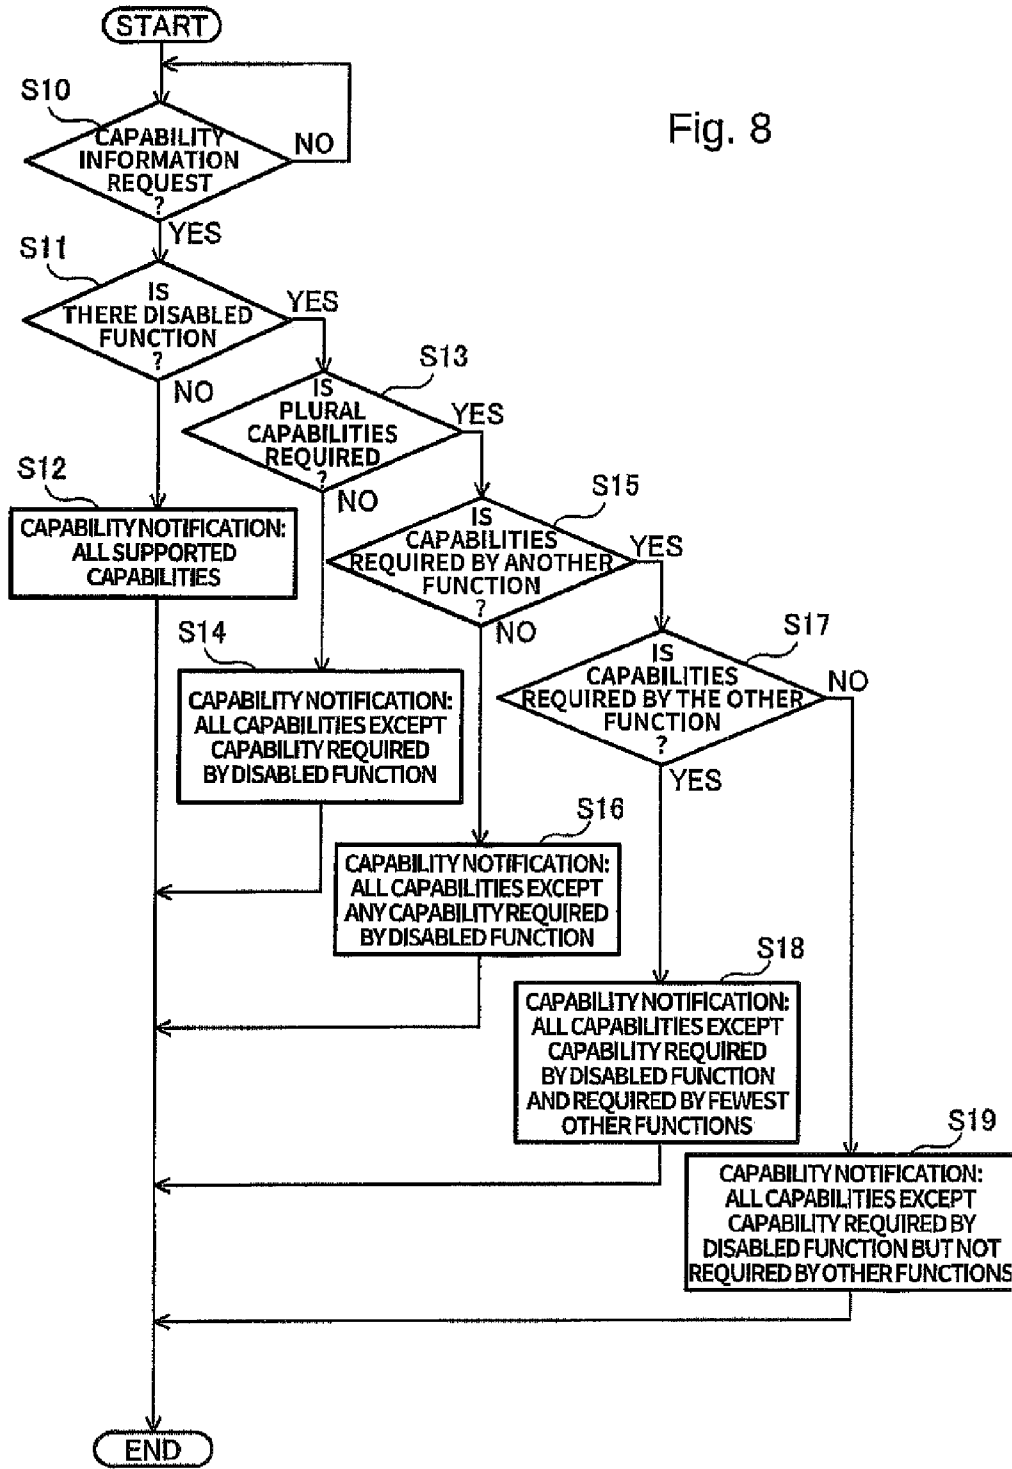 START
S10
Fig. 8
CAPABILITY
INFORMATION
REQUEST
?
NO
YES
S11
IS
THERE DISABLED
FUNCTION
?
YES
NO
S13
IS
PLURAL
CAPABILITIES
REQUIRED
?
YES
NO
S12
CAPABILITY NOTIFICATION:
ALL SUPPORTED
CAPABILITIES
S15
IS
CAPABILITIES
REQUIRED BY ANOTHER
FUNCTION
?
YES
NO
S14
CAPABILITY NOTIFICATION:
ALL CAPABILITIES EXCEPT
CAPABILITY REQUIRED
BY DISABLED FUNCTION
S17
IS
CAPABILITIES
REQUIRED BY THE OTHER
FUNCTION
?
NO
YES
S16
CAPABILITY NOTIFICATION:
ALL CAPABILITIES EXCEPT
ANY CAPABILITY REQUIRED
BY DISABLED FUNCTION
S18
CAPABILITY NOTIFICATION:
ALL CAPABILITIES EXCEPT
CAPABILITY REQUIRED
BY DISABLED FUNCTION
AND REQUIRED BY FEWEST
OTHER FUNCTIONS
S19
CAPABILITY NOTIFICATION:
ALL CAPABILITIES EXCEPT
CAPABILITY REQUIRED BY
DISABLED FUNCTION BUT NOT
REQUIRED BY OTHER FUNCTIONS
END